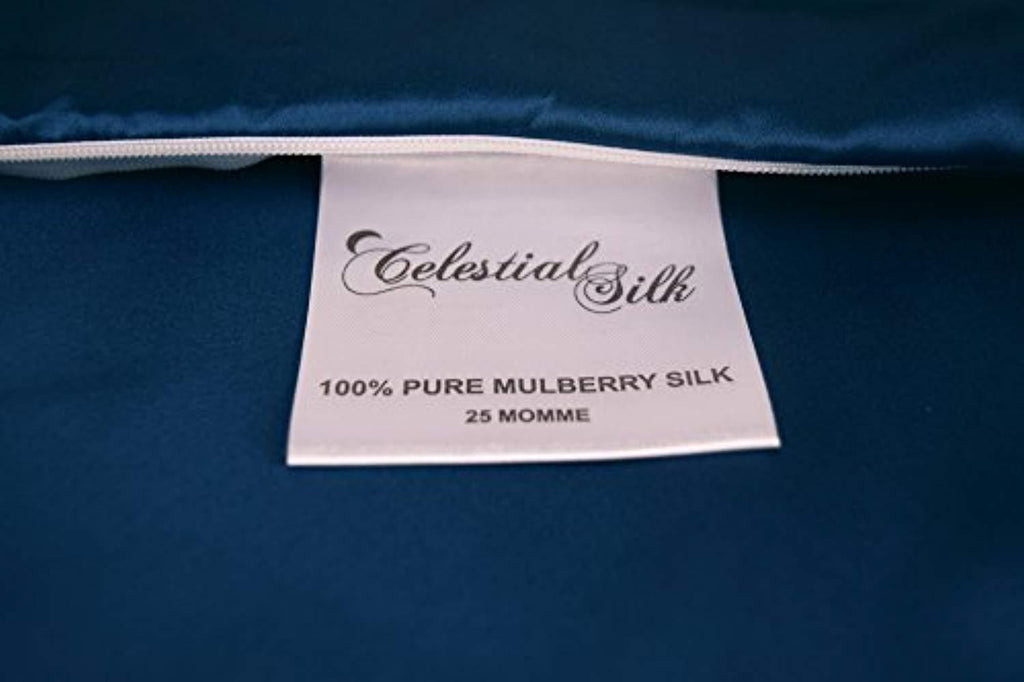 Celestial Silk
100% PURE MULBERRY SILK
25 MOMME